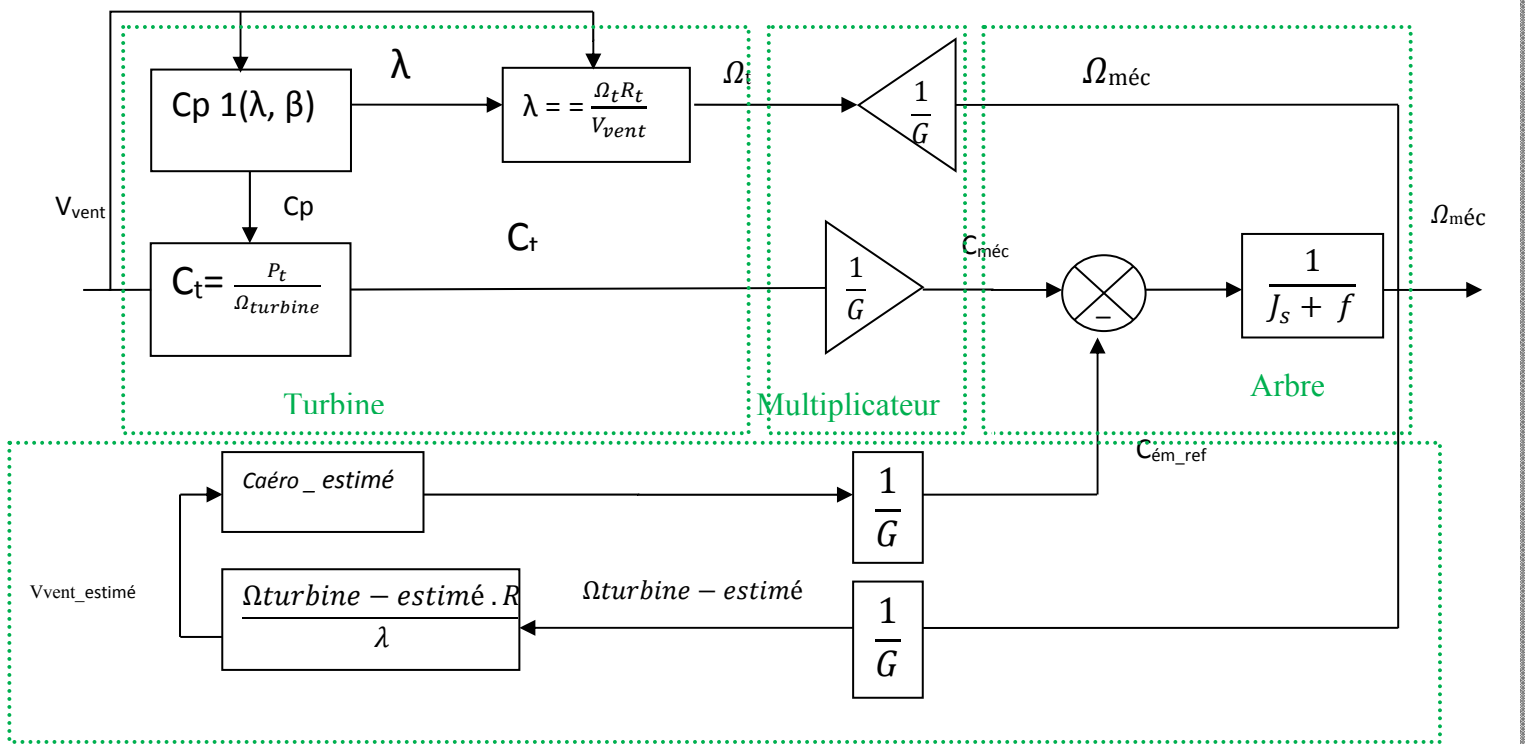 λ
Ω_t
Ω_méc
Cp 1(λ, β)
λ = = Ω_t R_t / V_vent
1/G
V_vent
Cp
C_t
C_méc
Ω_méc
C_t= P_t / Ω_turbine
1/G
–
1 / (J_s + f)
Turbine
Multiplicateur
Arbre
C_ém_ref
Caéro _ estimé
1/G
Vvent_estimé
Ωturbine − estimé . R / λ
Ωturbine − estimé
1/G